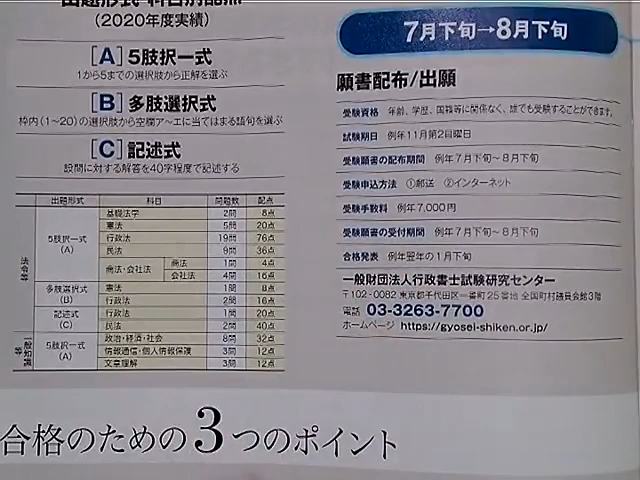 (2020年度実績)
[A] 5肢択一式
1から5までの選択肢から正解を選ぶ
[B] 多肢選択式
枠内(1～20)の選択肢から空欄ア～エに当てはまる語句を選ぶ
[C] 記述式
設問に対する解答を40字程度で記述する
出題形式 科目 問題数 配点
法令等 5肢択一式(A) 基礎法学 2問 8点
憲法 5問 20点
行政法 19問 76点
民法 9問 36点
商法・会社法 商法 1問 4点
会社法 4問 16点
多肢選択式(B) 憲法 1問 8点
行政法 2問 16点
記述式(C) 行政法 1問 20点
民法 2問 40点
一般知識等 5肢択一式(A) 政治・経済・社会 8問 32点
情報通信・個人情報保護 3問 12点
文章理解 3問 12点
7月下旬→8月下旬
願書配布/出願
受験資格 年齢、学歴、国籍等に関係なく、誰でも受験することができます。
試験期日 例年11月第2日曜日
受験願書の配布期間 例年7月下旬～8月下旬
受験申込方法 ①郵送 ②インターネット
受験手数料 例年7,000円
受験願書の受付期間 例年7月下旬～8月下旬
合格発表 例年翌年の1月下旬
一般財団法人行政書士試験研究センター
〒102-0082 東京都千代田区一番町25番地 全国町村議員会館3階
電話 03-3263-7700
ホームページ https://gyosei-shiken.or.jp/
合格のための3つのポイント